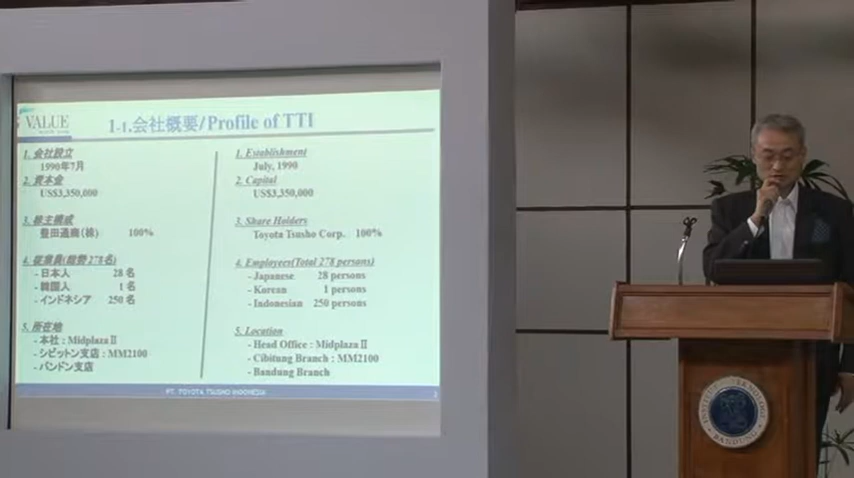 VALUE
1-1.会社概要/Profile of TTI
1. 会社設立
1990年7月
2. 資本金
US$3,350,000
3. 株主構成
豊田通商(株) 100%
4. 従業員(総勢 278名)
- 日本人 28 名
- 韓国人 1 名
- インドネシア 250 名
5. 所在地
- 本社 : MidplazaⅡ
- シビットン支店 : MM2100
- バンドン支店
1. Establishment
July, 1990
2. Capital
US$3,350,000
3. Share Holders
Toyota Tsusho Corp. 100%
4. Employees(Total 278 persons)
- Japanese 28 persons
- Korean 1 persons
- Indonesian 250 persons
5. Location
- Head Office : MidplazaⅡ
- Cibitung Branch : MM2100
- Bandung Branch
PT. TOYOTA TSUSHO INDONESIA
INSTITUT TEKNOLOGI
BANDUNG